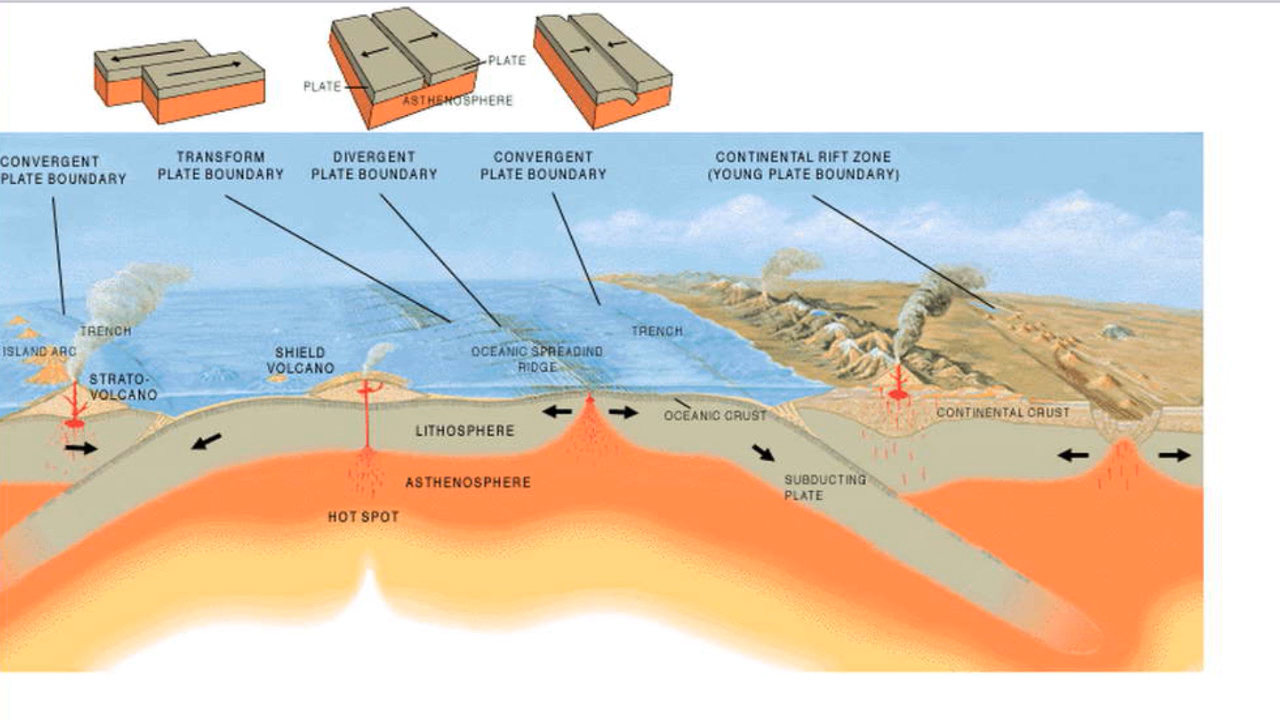 PLATE
PLATE
ASTHENOSPHERE
CONVERGENT
PLATE BOUNDARY
TRANSFORM
PLATE BOUNDARY
DIVERGENT
PLATE BOUNDARY
CONVERGENT
PLATE BOUNDARY
CONTINENTAL RIFT ZONE
(YOUNG PLATE BOUNDARY)
TRENCH
ISLAND ARC
STRATO-
VOLCANO
SHIELD
VOLCANO
OCEANIC SPREADIND
RIDGE
TRENCH
OCEANIC CRUST
CONTINENTAL CRUST
LITHOSPHERE
ASTHENOSPHERE
SUBDUCTING
PLATE
HOT SPOT